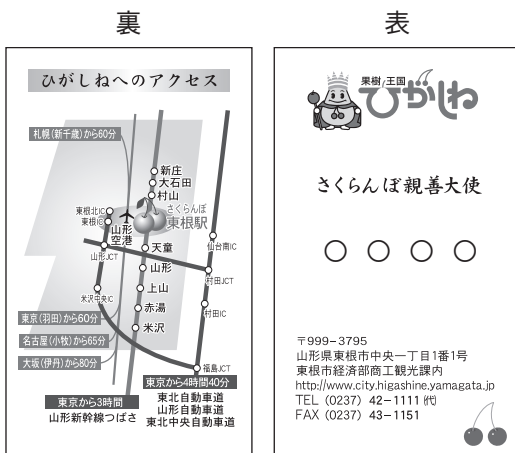 裏
ひがしねへのアクセス
札幌(新千歳)から60分
新庄
大石田
村山
さくらんぼ
東根駅
東根北IC
東根IC
山形
空港
山形JCT
天童
仙台南IC
山形
村田JCT
上山
米沢中央IC
村田IC
赤湯
東京(羽田)から60分
米沢
名古屋(小牧)から65分
大坂(伊丹)から80分
福島JCT
東京から4時間40分
東京から3時間
東北自動車道
山形新幹線つばさ
山形自動車道
東北中央自動車道
表
果樹王国
ひがしね
さくらんぼ親善大使
〇 〇 〇 〇
〒999-3795
山形県東根市中央一丁目1番1号
東根市経済部商工観光課内
http://www.city.higashine.yamagata.jp
TEL (0237) 42-1111 ㈹
FAX (0237) 43-1151